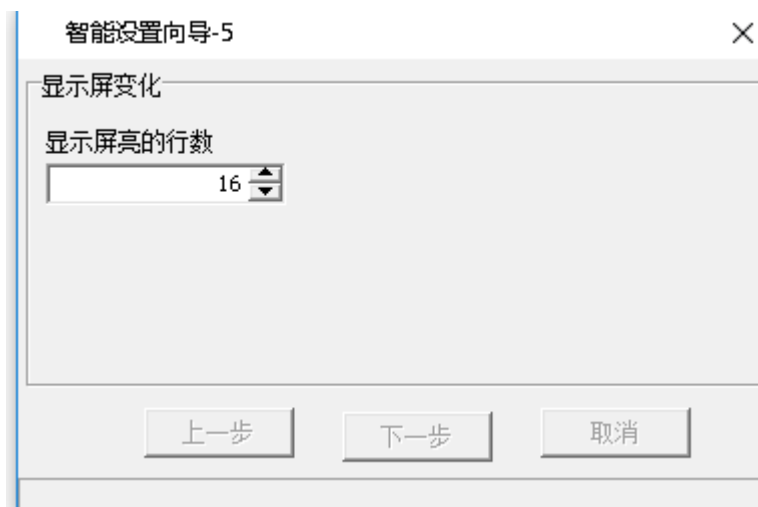 智能设置向导-5
显示屏变化
显示屏亮的行数
16
上一步 下一步 取消